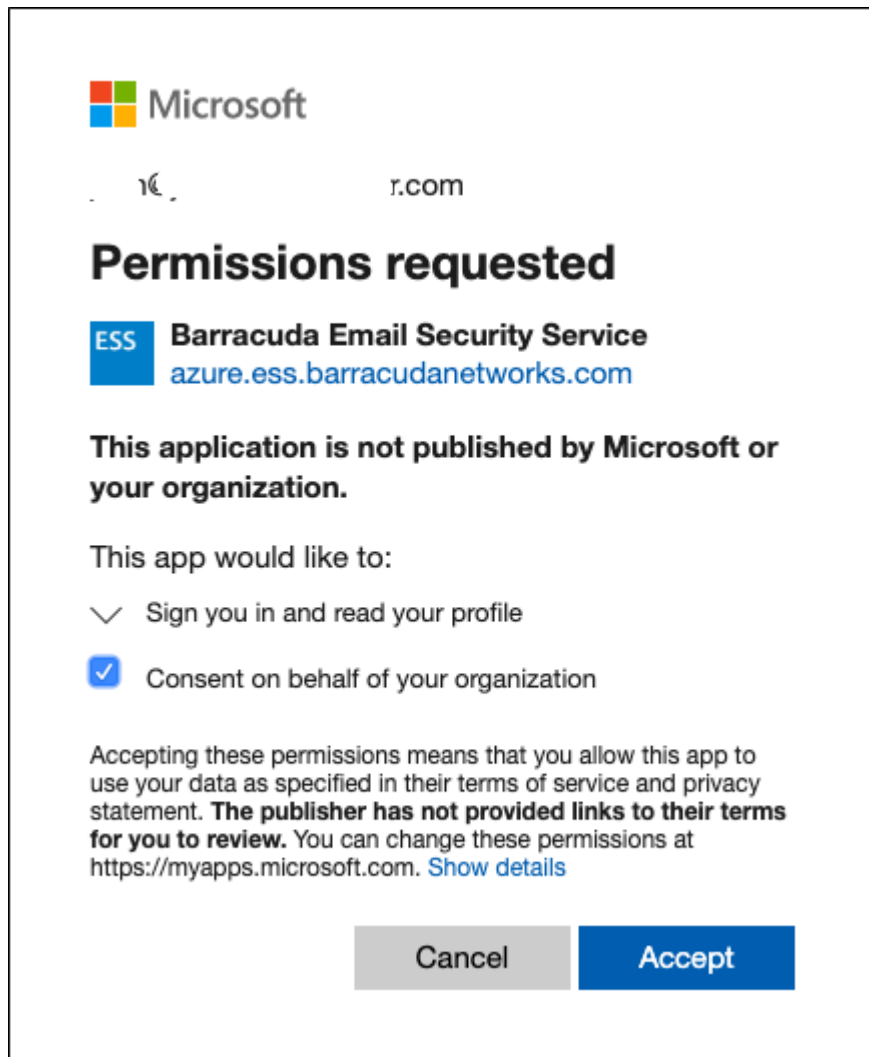 Microsoft
r.com
Permissions requested
ESS
Barracuda Email Security Service
azure.ess.barracudanetworks.com
This application is not published by Microsoft or
your organization.
This app would like to:
Sign you in and read your profile
Consent on behalf of your organization
Accepting these permissions means that you allow this app to
use your data as specified in their terms of service and privacy
statement. The publisher has not provided links to their terms
for you to review. You can change these permissions at
https://myapps.microsoft.com. Show details
Cancel
Accept